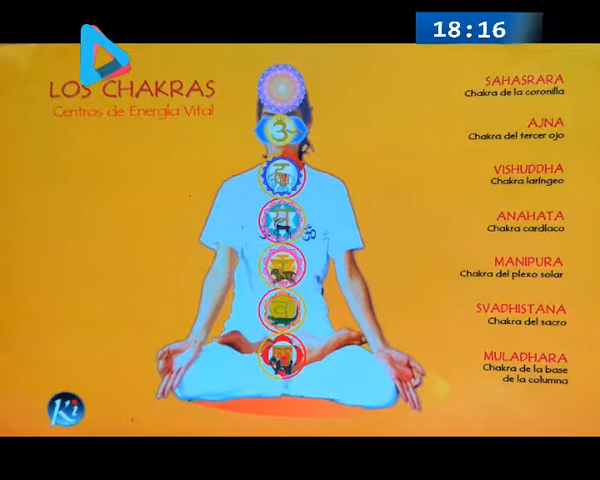 18:16
LOS CHAKRAS
Centros de Energía Vital
SAHASRARA
Chakra de la coronilla
AJNA
Chakra del tercer ojo
VISHUDDHA
Chakra laríngeo
ANAHATA
Chakra cardíaco
MANIPURA
Chakra del plexo solar
SVADHISTANA
Chakra del sacro
MULADHARA
Chakra de la base
de la columna
Ki